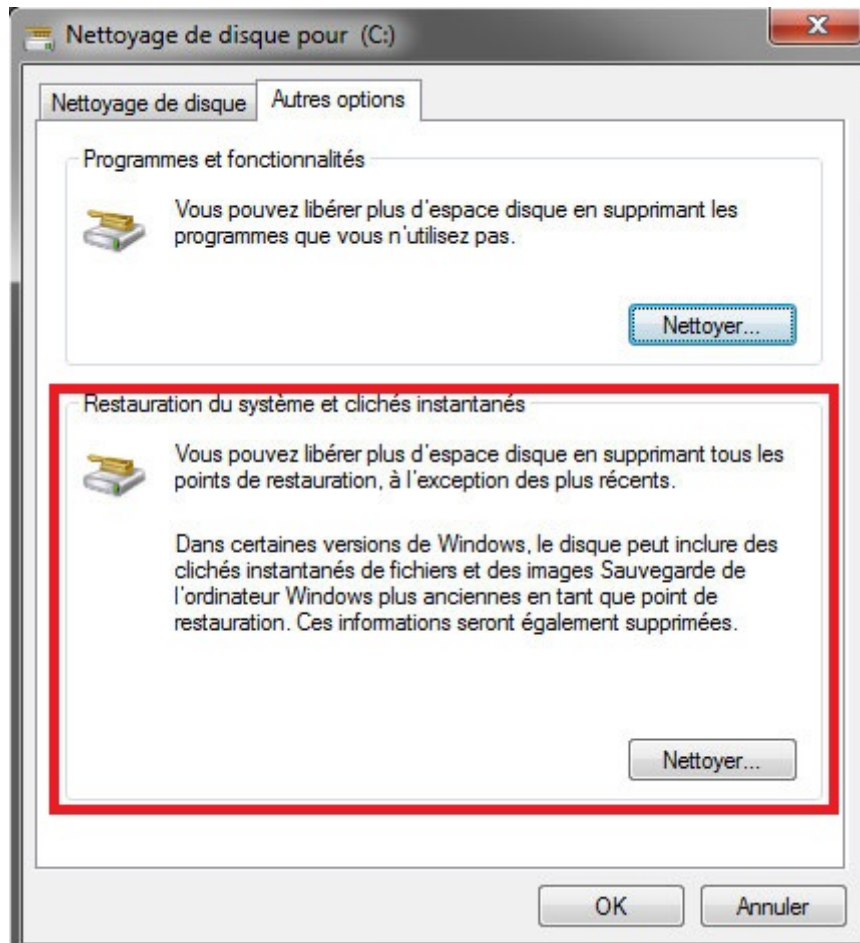 Nettoyage de disque pour (C:)
Nettoyage de disque
Autres options
Programmes et fonctionnalités
Vous pouvez libérer plus d'espace disque en supprimant les
programmes que vous n'utilisez pas.
Nettoyer...
Restauration du système et clichés instantanés
Vous pouvez libérer plus d'espace disque en supprimant tous les
points de restauration, à l'exception des plus récents.
Dans certaines versions de Windows, le disque peut inclure des
clichés instantanés de fichiers et des images Sauvegarde de
l'ordinateur Windows plus anciennes en tant que point de
restauration. Ces informations seront également supprimées.
Nettoyer...
OK
Annuler